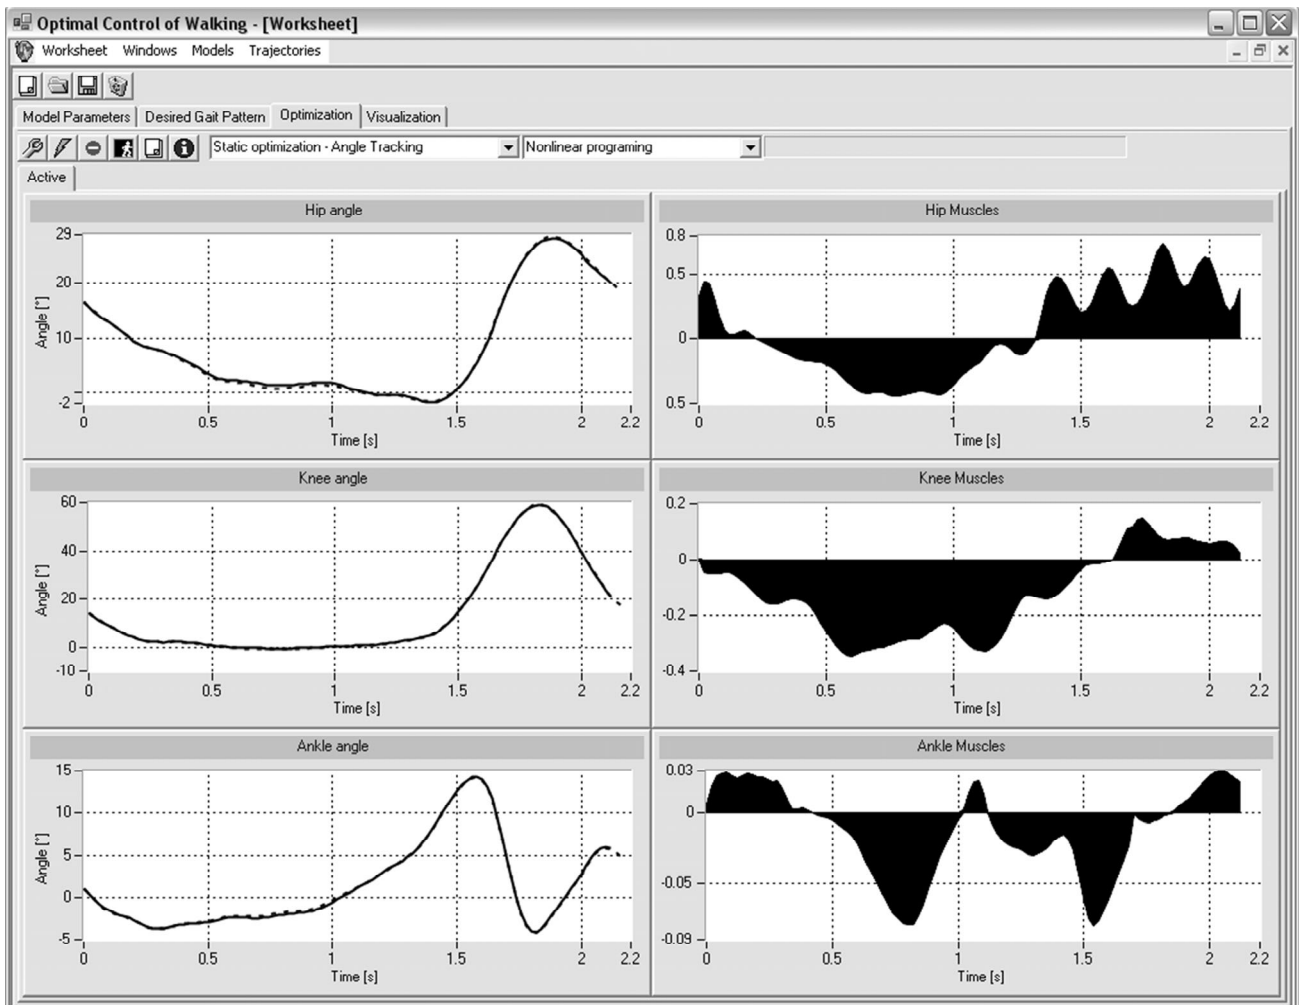 Optimal Control of Walking - [Worksheet]
Worksheet Windows Models Trajectories
Model Parameters Desired Gait Pattern Optimization Visualization
Static optimization - Angle Tracking Nonlinear programing
Active
Hip angle
29
20
10
-2
Angle [°]
0 0.5 1 1.5 2 2.2
Time [s]
Hip Muscles
0.8
0.5
0
0.5
0 0.5 1 1.5 2 2.2
Time [s]
Knee angle
60
40
20
0
-10
Angle [°]
0 0.5 1 1.5 2 2.2
Time [s]
Knee Muscles
0.2
0
-0.2
-0.4
0 0.5 1 1.5 2 2.2
Time [s]
Ankle angle
15
10
5
0
-5
Angle [°]
0 0.5 1 1.5 2 2.2
Time [s]
Ankle Muscles
0.03
0
-0.05
-0.09
0 0.5 1 1.5 2 2.2
Time [s]